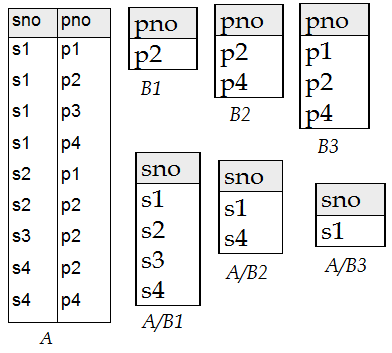 sno pno
s1 p1
s1 p2
s1 p3
s1 p4
s2 p1
s2 p2
s3 p2
s4 p2
s4 p4
A
pno
p2
B1
pno
p2
p4
B2
pno
p1
p2
p4
B3
sno
s1
s2
s3
s4
A/B1
sno
s1
s4
A/B2
sno
s1
A/B3